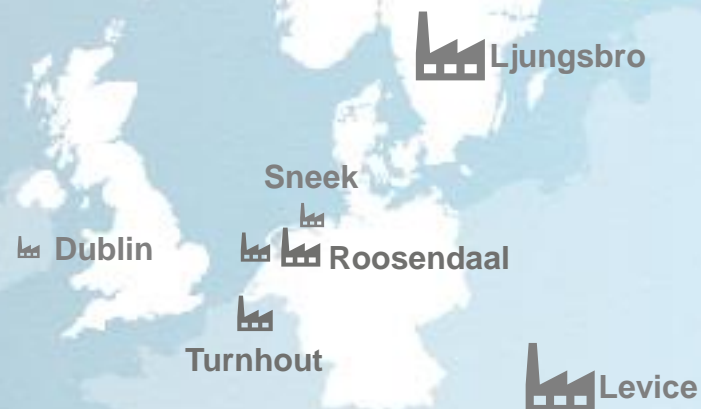 Ljungsbro
Sneek
Dublin
Roosendaal
Turnhout
Levice